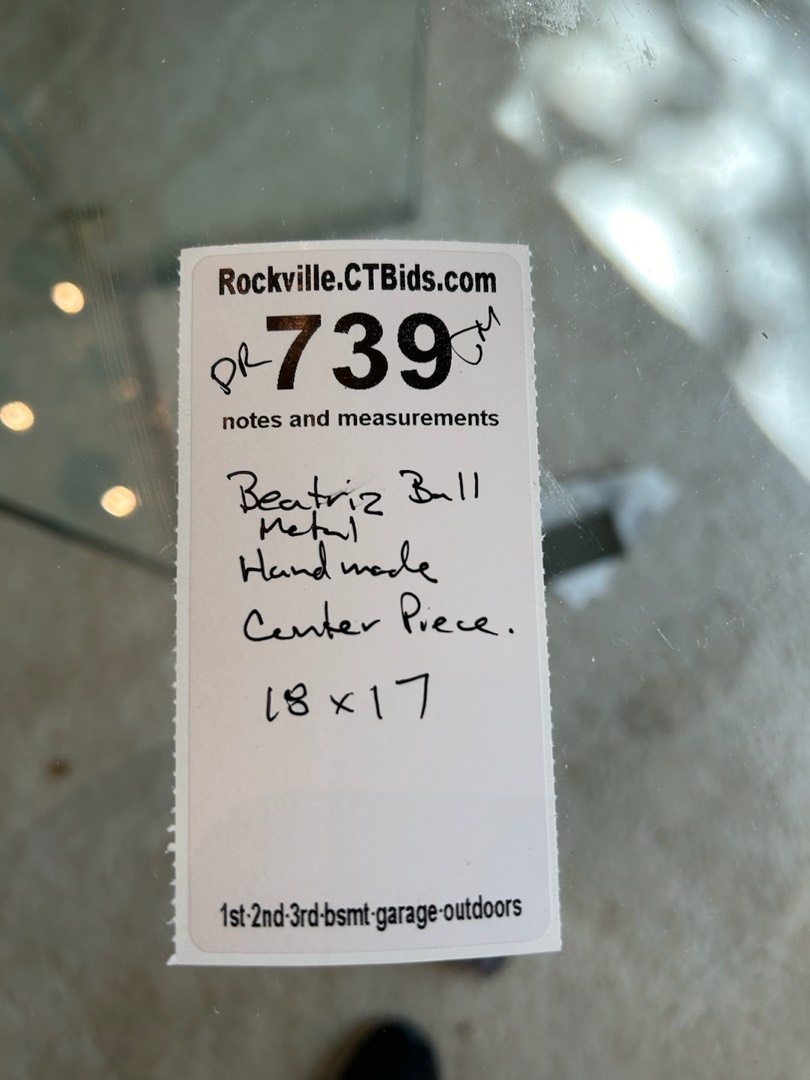 Rockville.CTBids.com
DR 739 CM
notes and measurements
Beatriz Ball
Metal
Handmade
Center Piece.
18 x 17
1st-2nd-3rd-bsmt-garage-outdoors